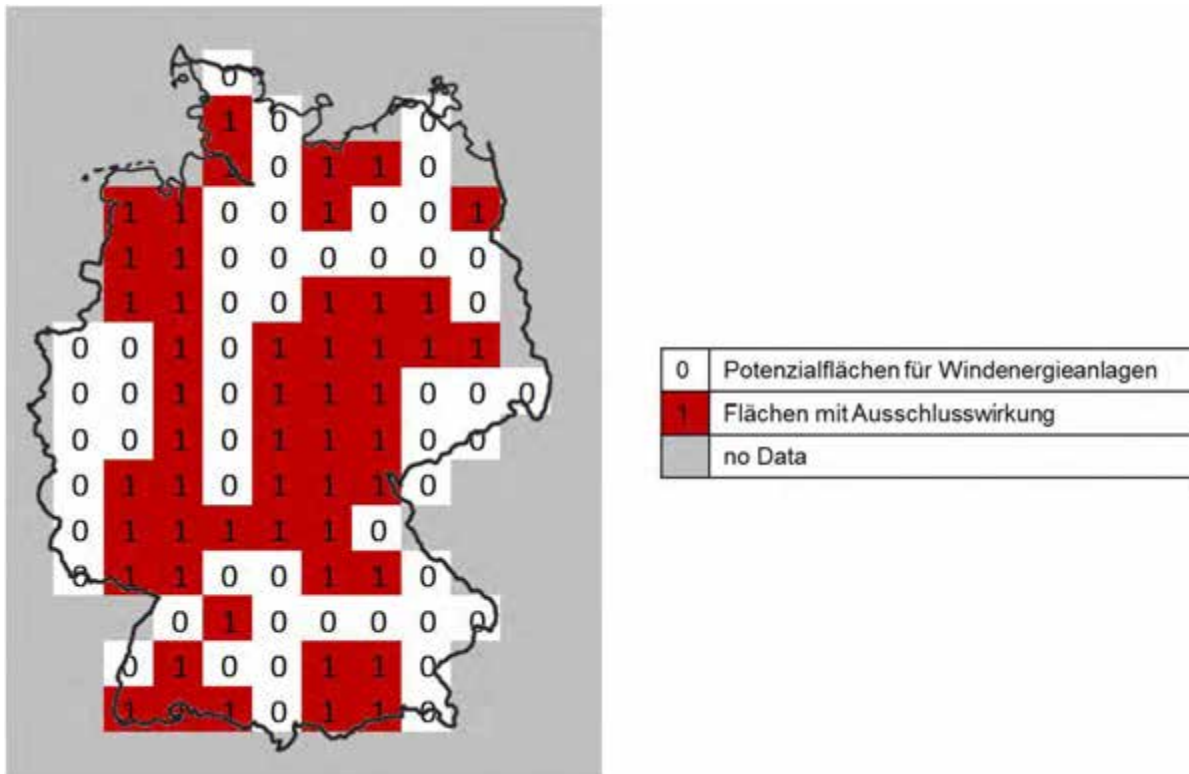 0
1 0 0
1 0 1 1 0
1 1 0 0 1 0 0 1
1 1 0 0 0 0 0 0
1 1 0 0 1 1 1 0
0 0 1 0 1 1 1 1 1
0 0 1 0 1 1 1 0 0 0
0 0 1 0 1 1 1 0 0
0 1 1 0 1 1 1 0
0 1 1 1 1 1 0
0 1 1 0 0 1 1 0
0 1 0 0 0 0 0
0 1 0 0 1 1 0
1 1 1 0 1 1 0
0 Potenzialflächen für Windenergieanlagen
1 Flächen mit Ausschlusswirkung
no Data